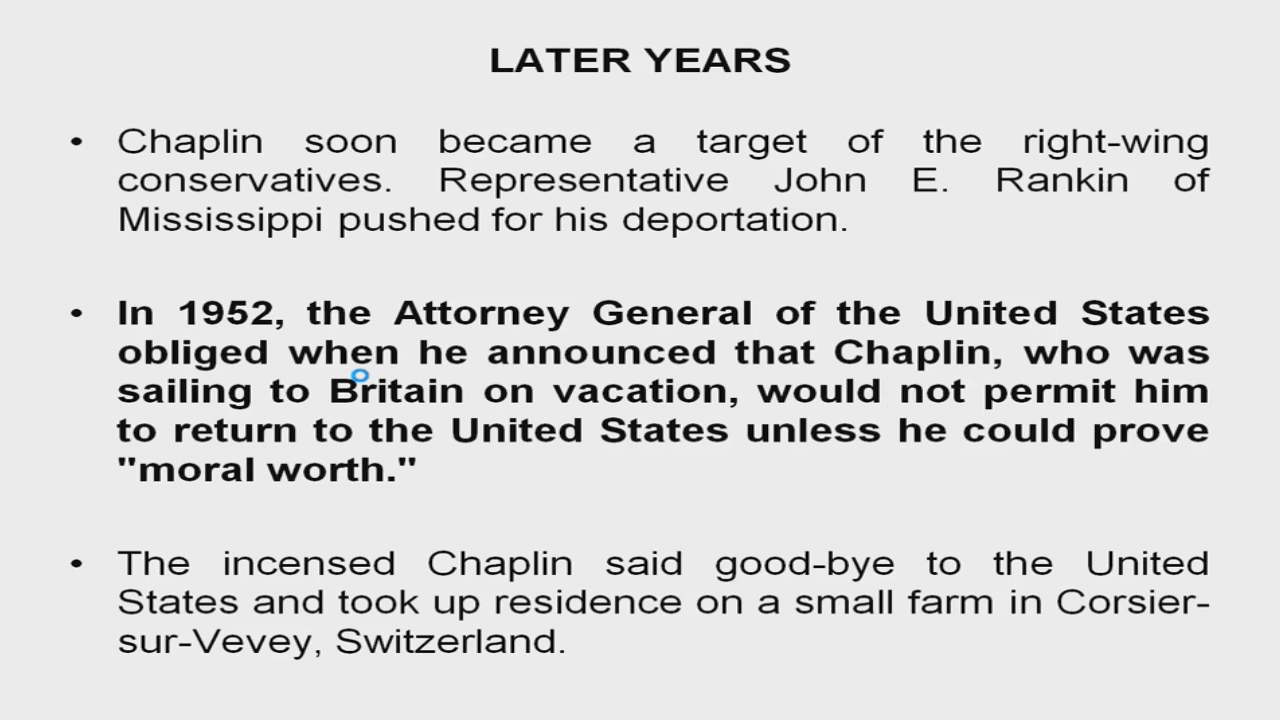 LATER YEARS
• Chaplin soon became a target of the right-wing
conservatives. Representative John E. Rankin of
Mississippi pushed for his deportation.
• In 1952, the Attorney General of the United States
obliged when he announced that Chaplin, who was
sailing to Britain on vacation, would not permit him
to return to the United States unless he could prove
"moral worth."
• The incensed Chaplin said good-bye to the United
States and took up residence on a small farm in Corsier-
sur-Vevey, Switzerland.